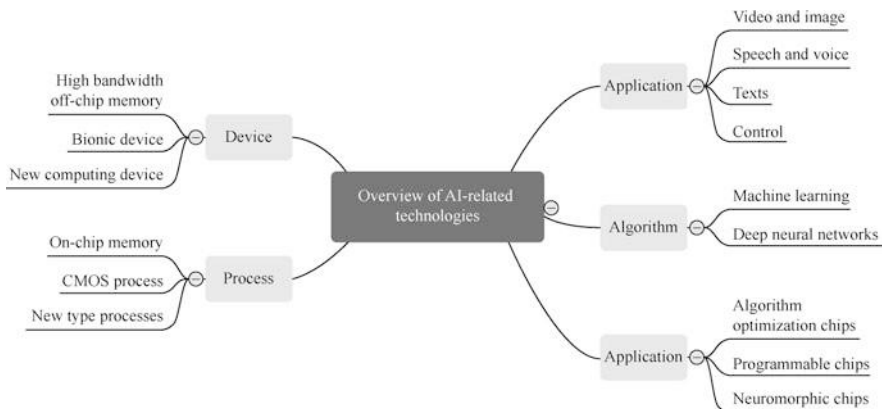 Overview of AI-related
technologies
Device
High bandwidth
off-chip memory
Bionic device
New computing device
Process
On-chip memory
CMOS process
New type processes
Application
Video and image
Speech and voice
Texts
Control
Algorithm
Machine learning
Deep neural networks
Application
Algorithm
optimization chips
Programmable chips
Neuromorphic chips